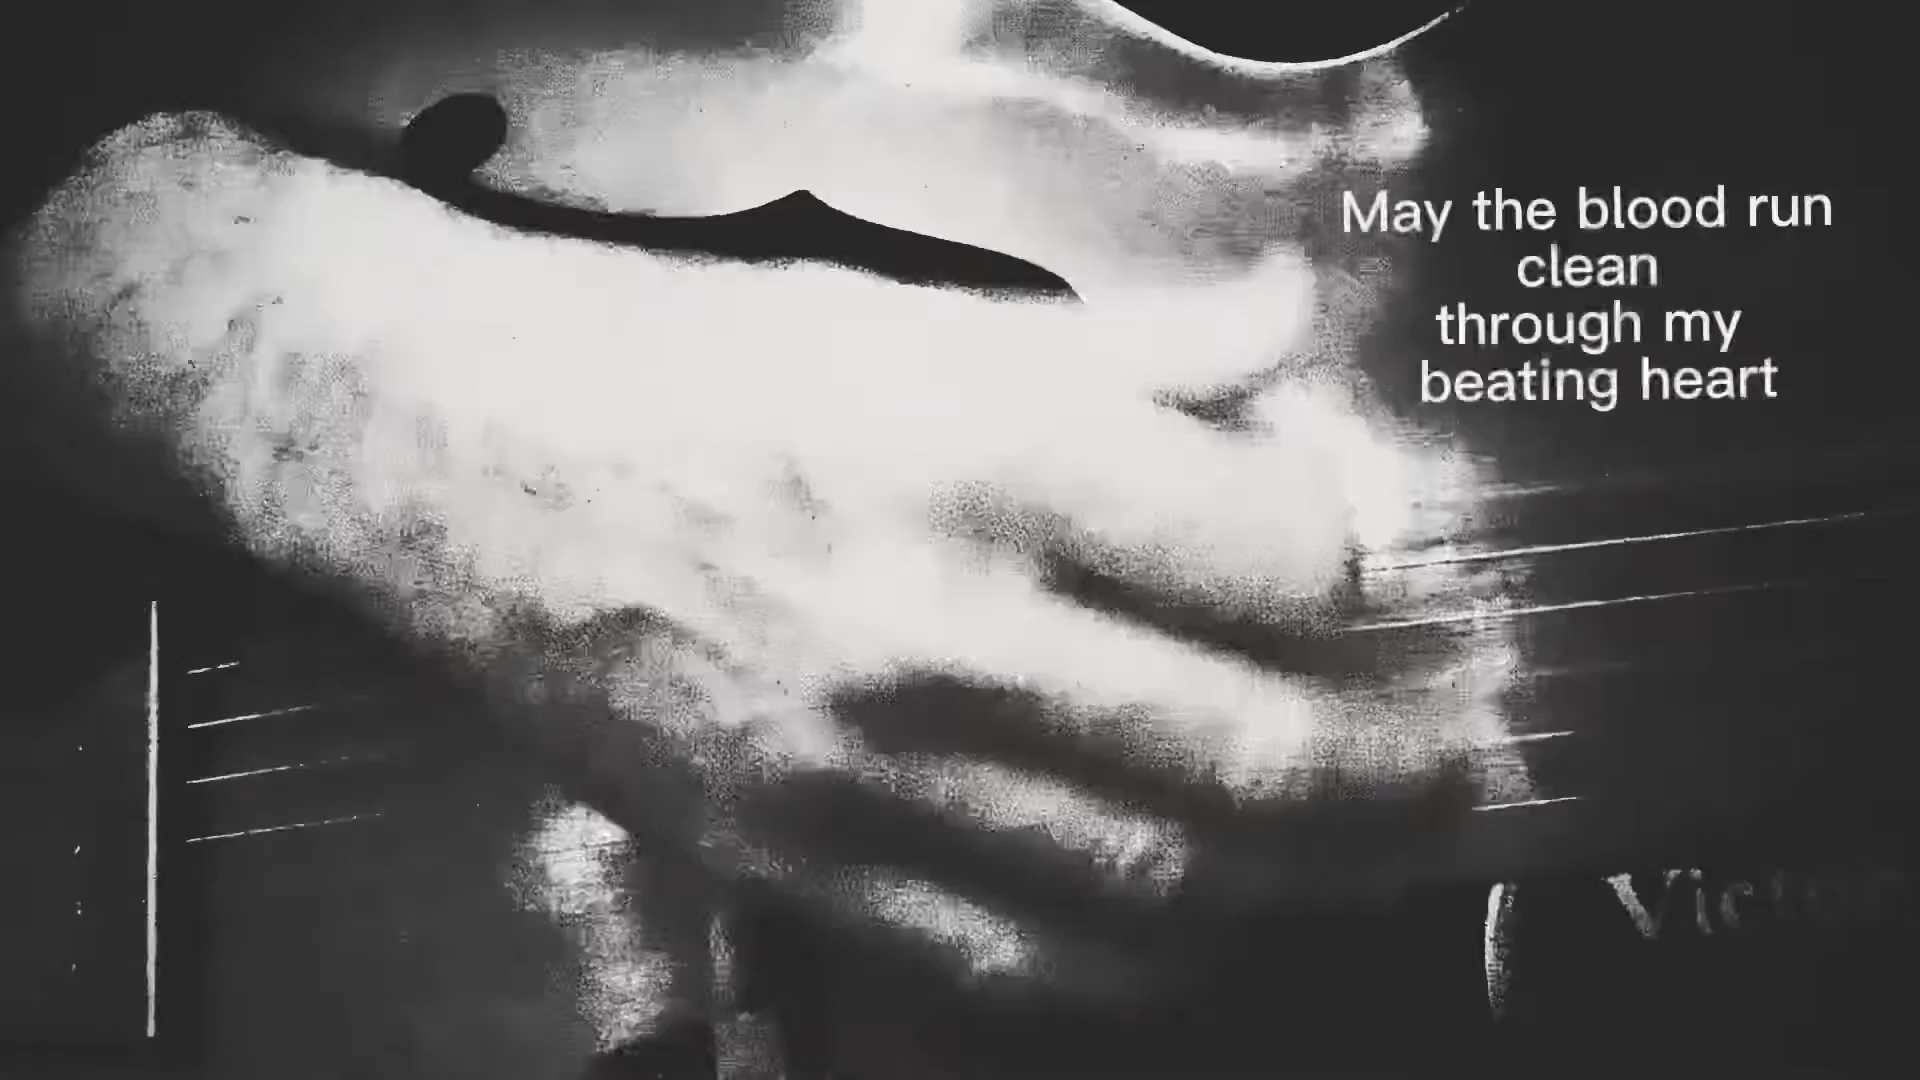 May the blood run
clean
through my
beating heart